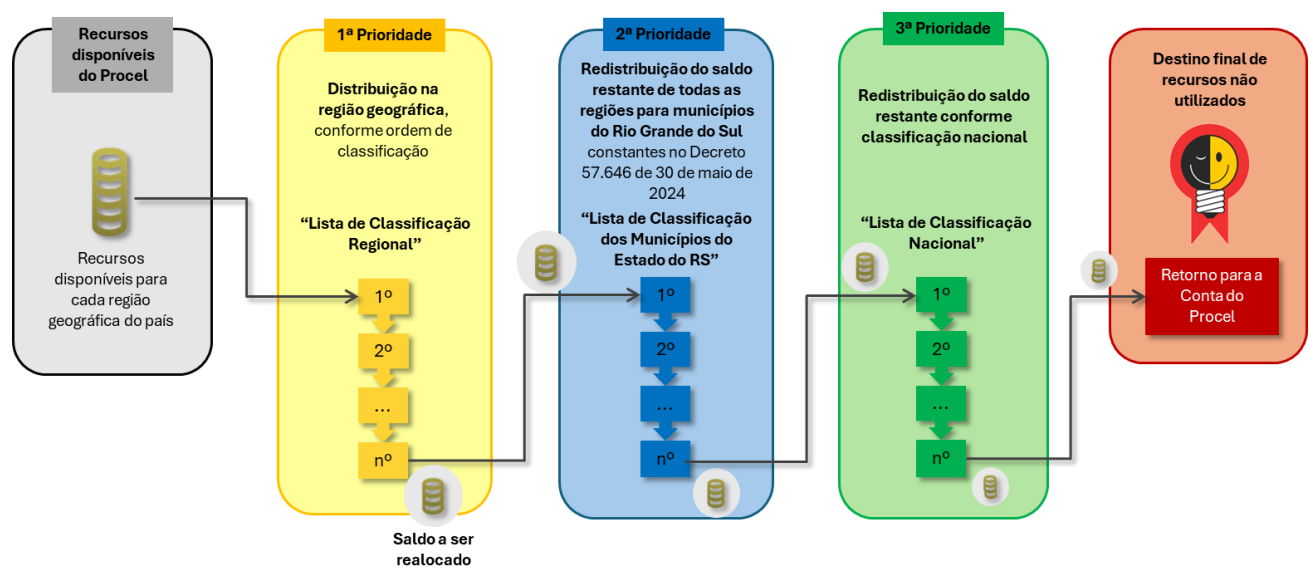 Recursos
disponíveis
do Procel
Recursos
disponíveis para
cada região
geográfica do país
1ª Prioridade
Distribuição na
região geográfica,
conforme ordem de
classificação
“Lista de Classificação
Regional”
1º
2º
...
nº
Saldo a ser
realocado
2ª Prioridade
Redistribuição do saldo
restante de todas as
regiões para municípios
do Rio Grande do Sul
constantes no Decreto
57.646 de 30 de maio de
2024
“Lista de Classificação
dos Municípios do
Estado do RS”
1º
2º
...
nº
3ª Prioridade
Redistribuição do saldo
restante conforme
classificação nacional
“Lista de Classificação
Nacional”
1º
2º
...
nº
Destino final de
recursos não
utilizados
Retorno para a
Conta do
Procel